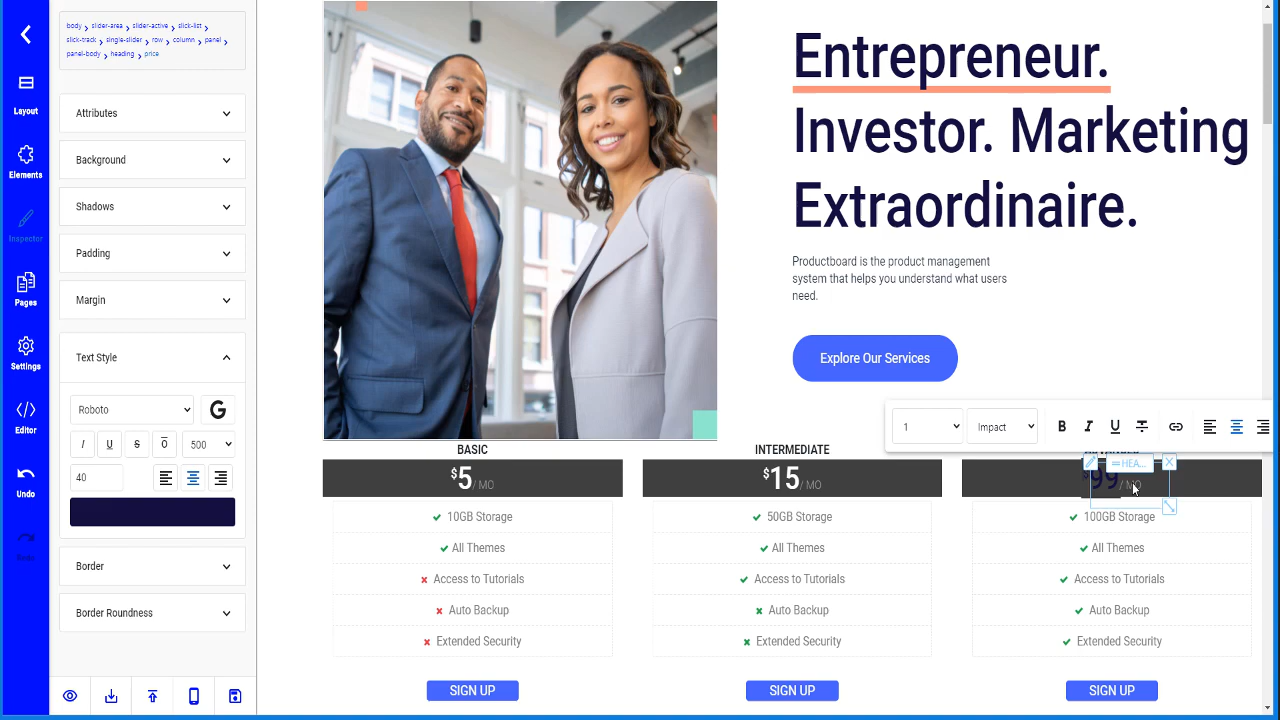 body > slider-area > slider-active > slick-list >
slick-track > single-slider > row > column > panel >
panel-body > heading > price
Layout
Elements
Inspector
Pages
Settings
Editor
Undo
Redo
Attributes
Background
Shadows
Padding
Margin
Text Style
Roboto
G
I U S O 500
40
Border
Border Roundness
Entrepreneur.
Investor. Marketing
Extraordinaire.
Productboard is the product management
system that helps you understand what users
need.
Explore Our Services
1 Impact B I U T
BASIC
$5/ MO
10GB Storage
All Themes
Access to Tutorials
Auto Backup
Extended Security
SIGN UP
INTERMEDIATE
$15/ MO
50GB Storage
All Themes
Access to Tutorials
Auto Backup
Extended Security
SIGN UP
HEA...
$99/ MO
100GB Storage
All Themes
Access to Tutorials
Auto Backup
Extended Security
SIGN UP